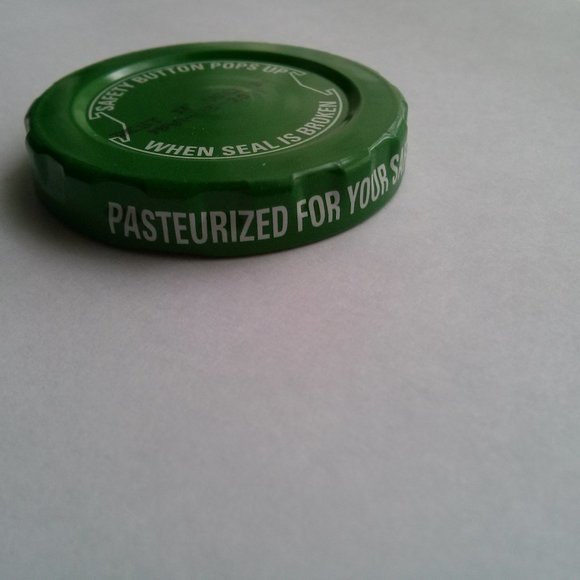 SAFETY BUTTON POPS UP
WHEN SEAL IS BROKEN
PASTEURIZED FOR YOUR